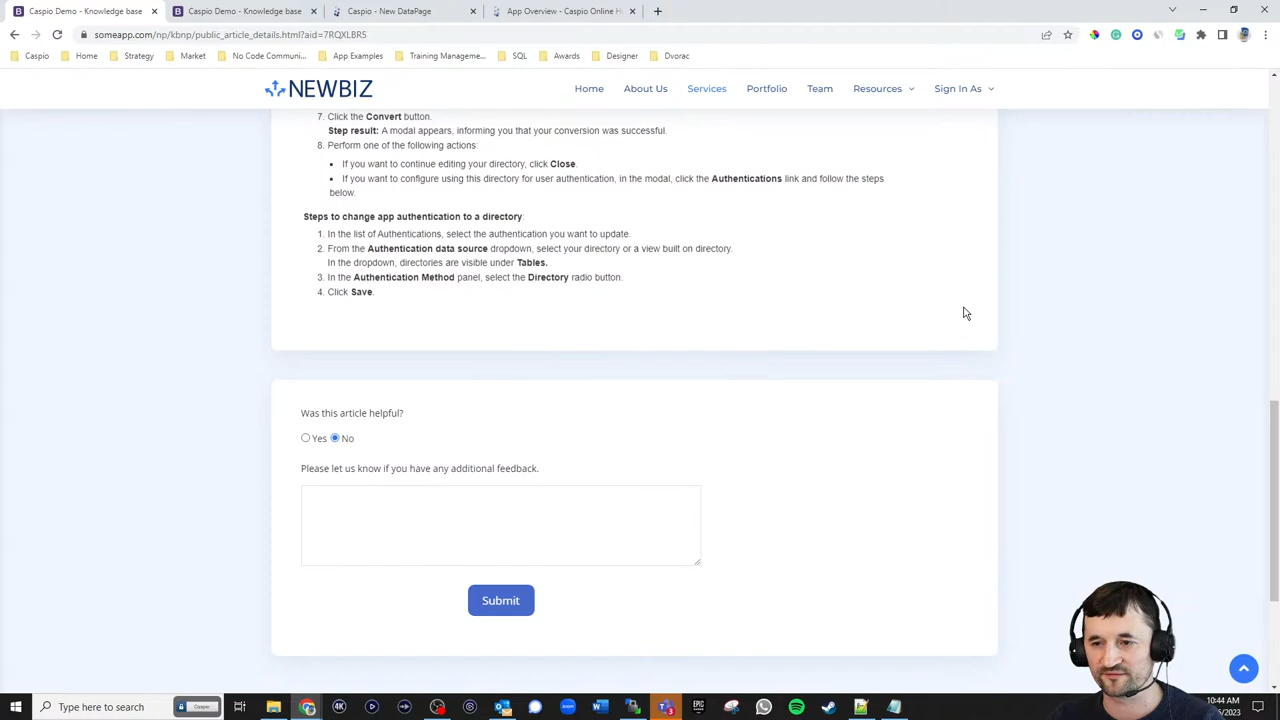 Caspio Demo - Knowledge base
Caspio Demo - Knowledge base
Caspio - New DataPage
App Overview - Caspio Online H
someapp.com/np/kbnp/public_article_details.html?aid=7RQXLBR5
Caspio
Home
Strategy
Market
No Code Communi...
App Examples
Training Manageme...
SQL
Awards
Designer
Dvorac
NEWBIZ
Home
About Us
Services
Portfolio
Team
Resources
Sign In As
7. Click the Convert button.
Step result: A modal appears, informing you that your conversion was successful.
8. Perform one of the following actions:
▪ If you want to continue editing your directory, click Close.
▪ If you want to configure using this directory for user authentication, in the modal, click the Authentications link and follow the steps
below.
Steps to change app authentication to a directory:
1. In the list of Authentications, select the authentication you want to update.
2. From the Authentication data source dropdown, select your directory or a view built on directory.
In the dropdown, directories are visible under Tables.
3. In the Authentication Method panel, select the Directory radio button.
4. Click Save.
Was this article helpful?
Yes No
Please let us know if you have any additional feedback.
Submit
Type here to search
Caspio
4K
EPIC
10:44 AM